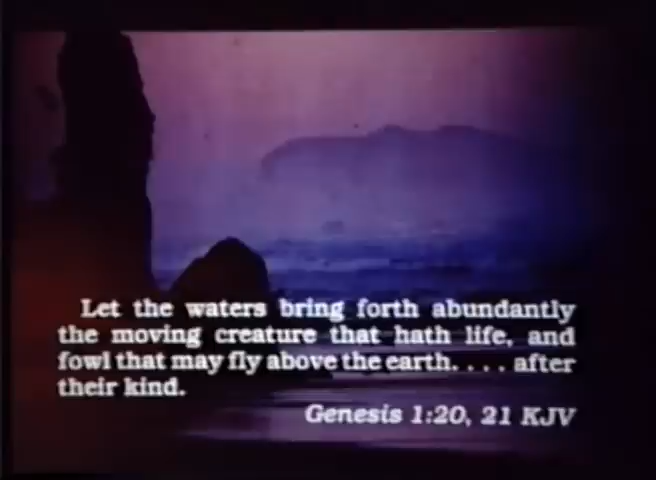 Let the waters bring forth abundantly
the moving creature that hath life, and
fowl that may fly above the earth. . . . after
their kind.
Genesis 1:20, 21 KJV